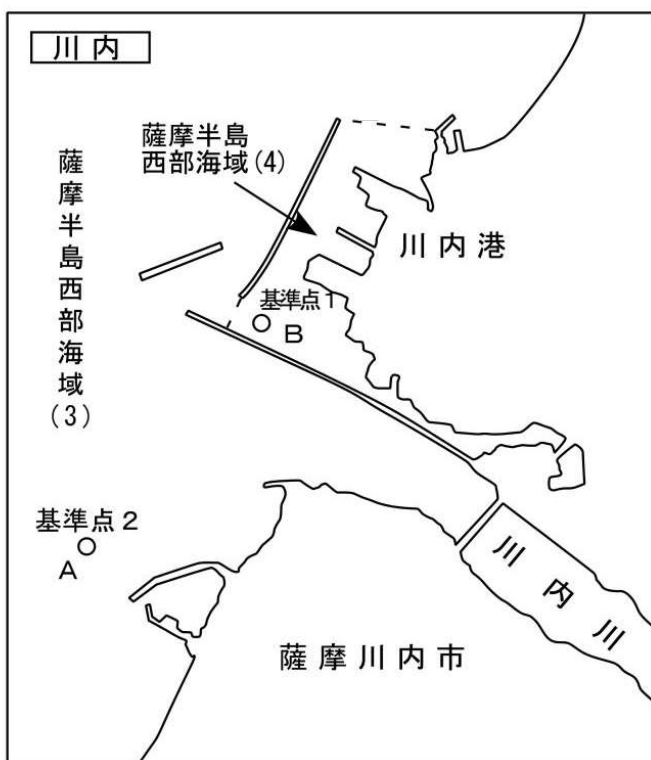 川内
薩摩半島
西部海域(4)
薩摩半島西部海域(3)
川内港
基準点1
B
基準点2
A
川内川
薩摩川内市